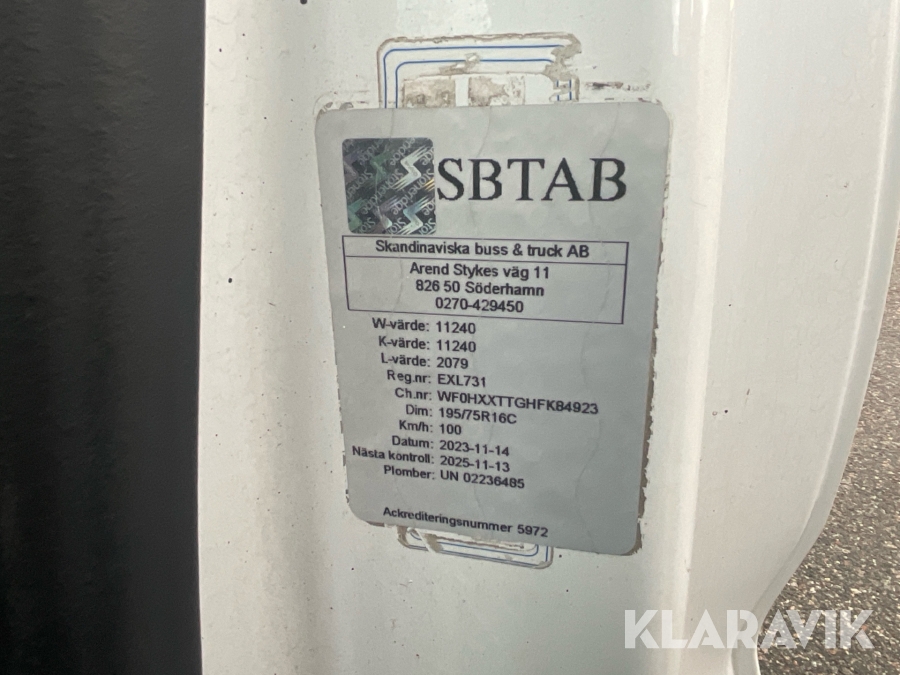 SBTAB
Skandinaviska buss & truck AB
Arend Stykes väg 11
826 50 Söderhamn
0270-429450
W-värde: 11240
K-värde: 11240
L-värde: 2079
Reg.nr: EXL731
Ch.nr: WF0HXXTTGHFK84923
Dim: 195/75R16C
Km/h: 100
Datum: 2023-11-14
Nästa kontroll: 2025-11-13
Plomber: UN 02236485
Ackrediteringsnummer 5972
KLARAVIK